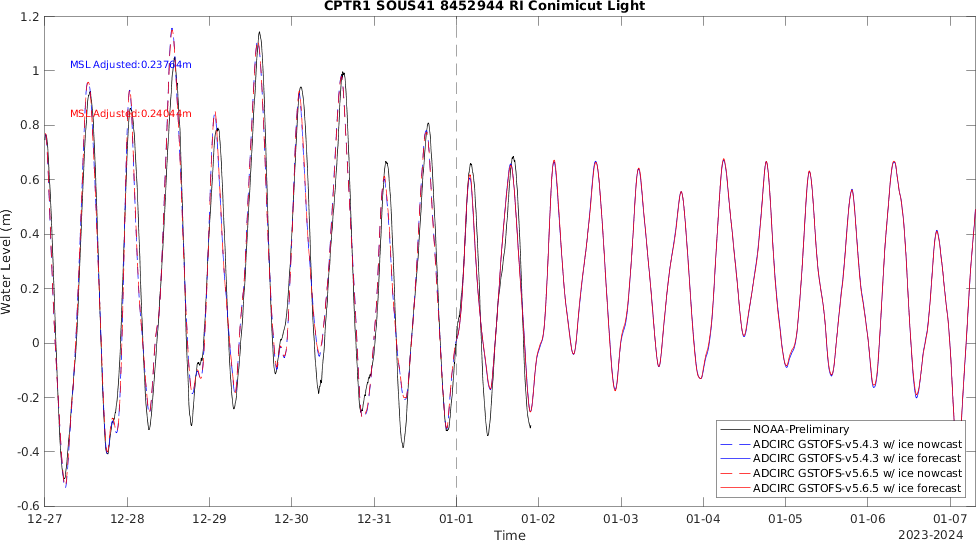 CPTR1 SOUS41 8452944 RI Conimicut Light
1.2
1
0.8
0.6
0.4
0.2
0
-0.2
-0.4
-0.6
Water Level (m)
MSL Adjusted:0.23764m
MSL Adjusted:0.24044m
NOAA-Preliminary
ADCIRC GSTOFS-v5.4.3 w/ ice nowcast
ADCIRC GSTOFS-v5.4.3 w/ ice forecast
ADCIRC GSTOFS-v5.6.5 w/ ice nowcast
ADCIRC GSTOFS-v5.6.5 w/ ice forecast
12-27 12-28 12-29 12-30 12-31 01-01 01-02 01-03 01-04 01-05 01-06 01-07
Time
2023-2024